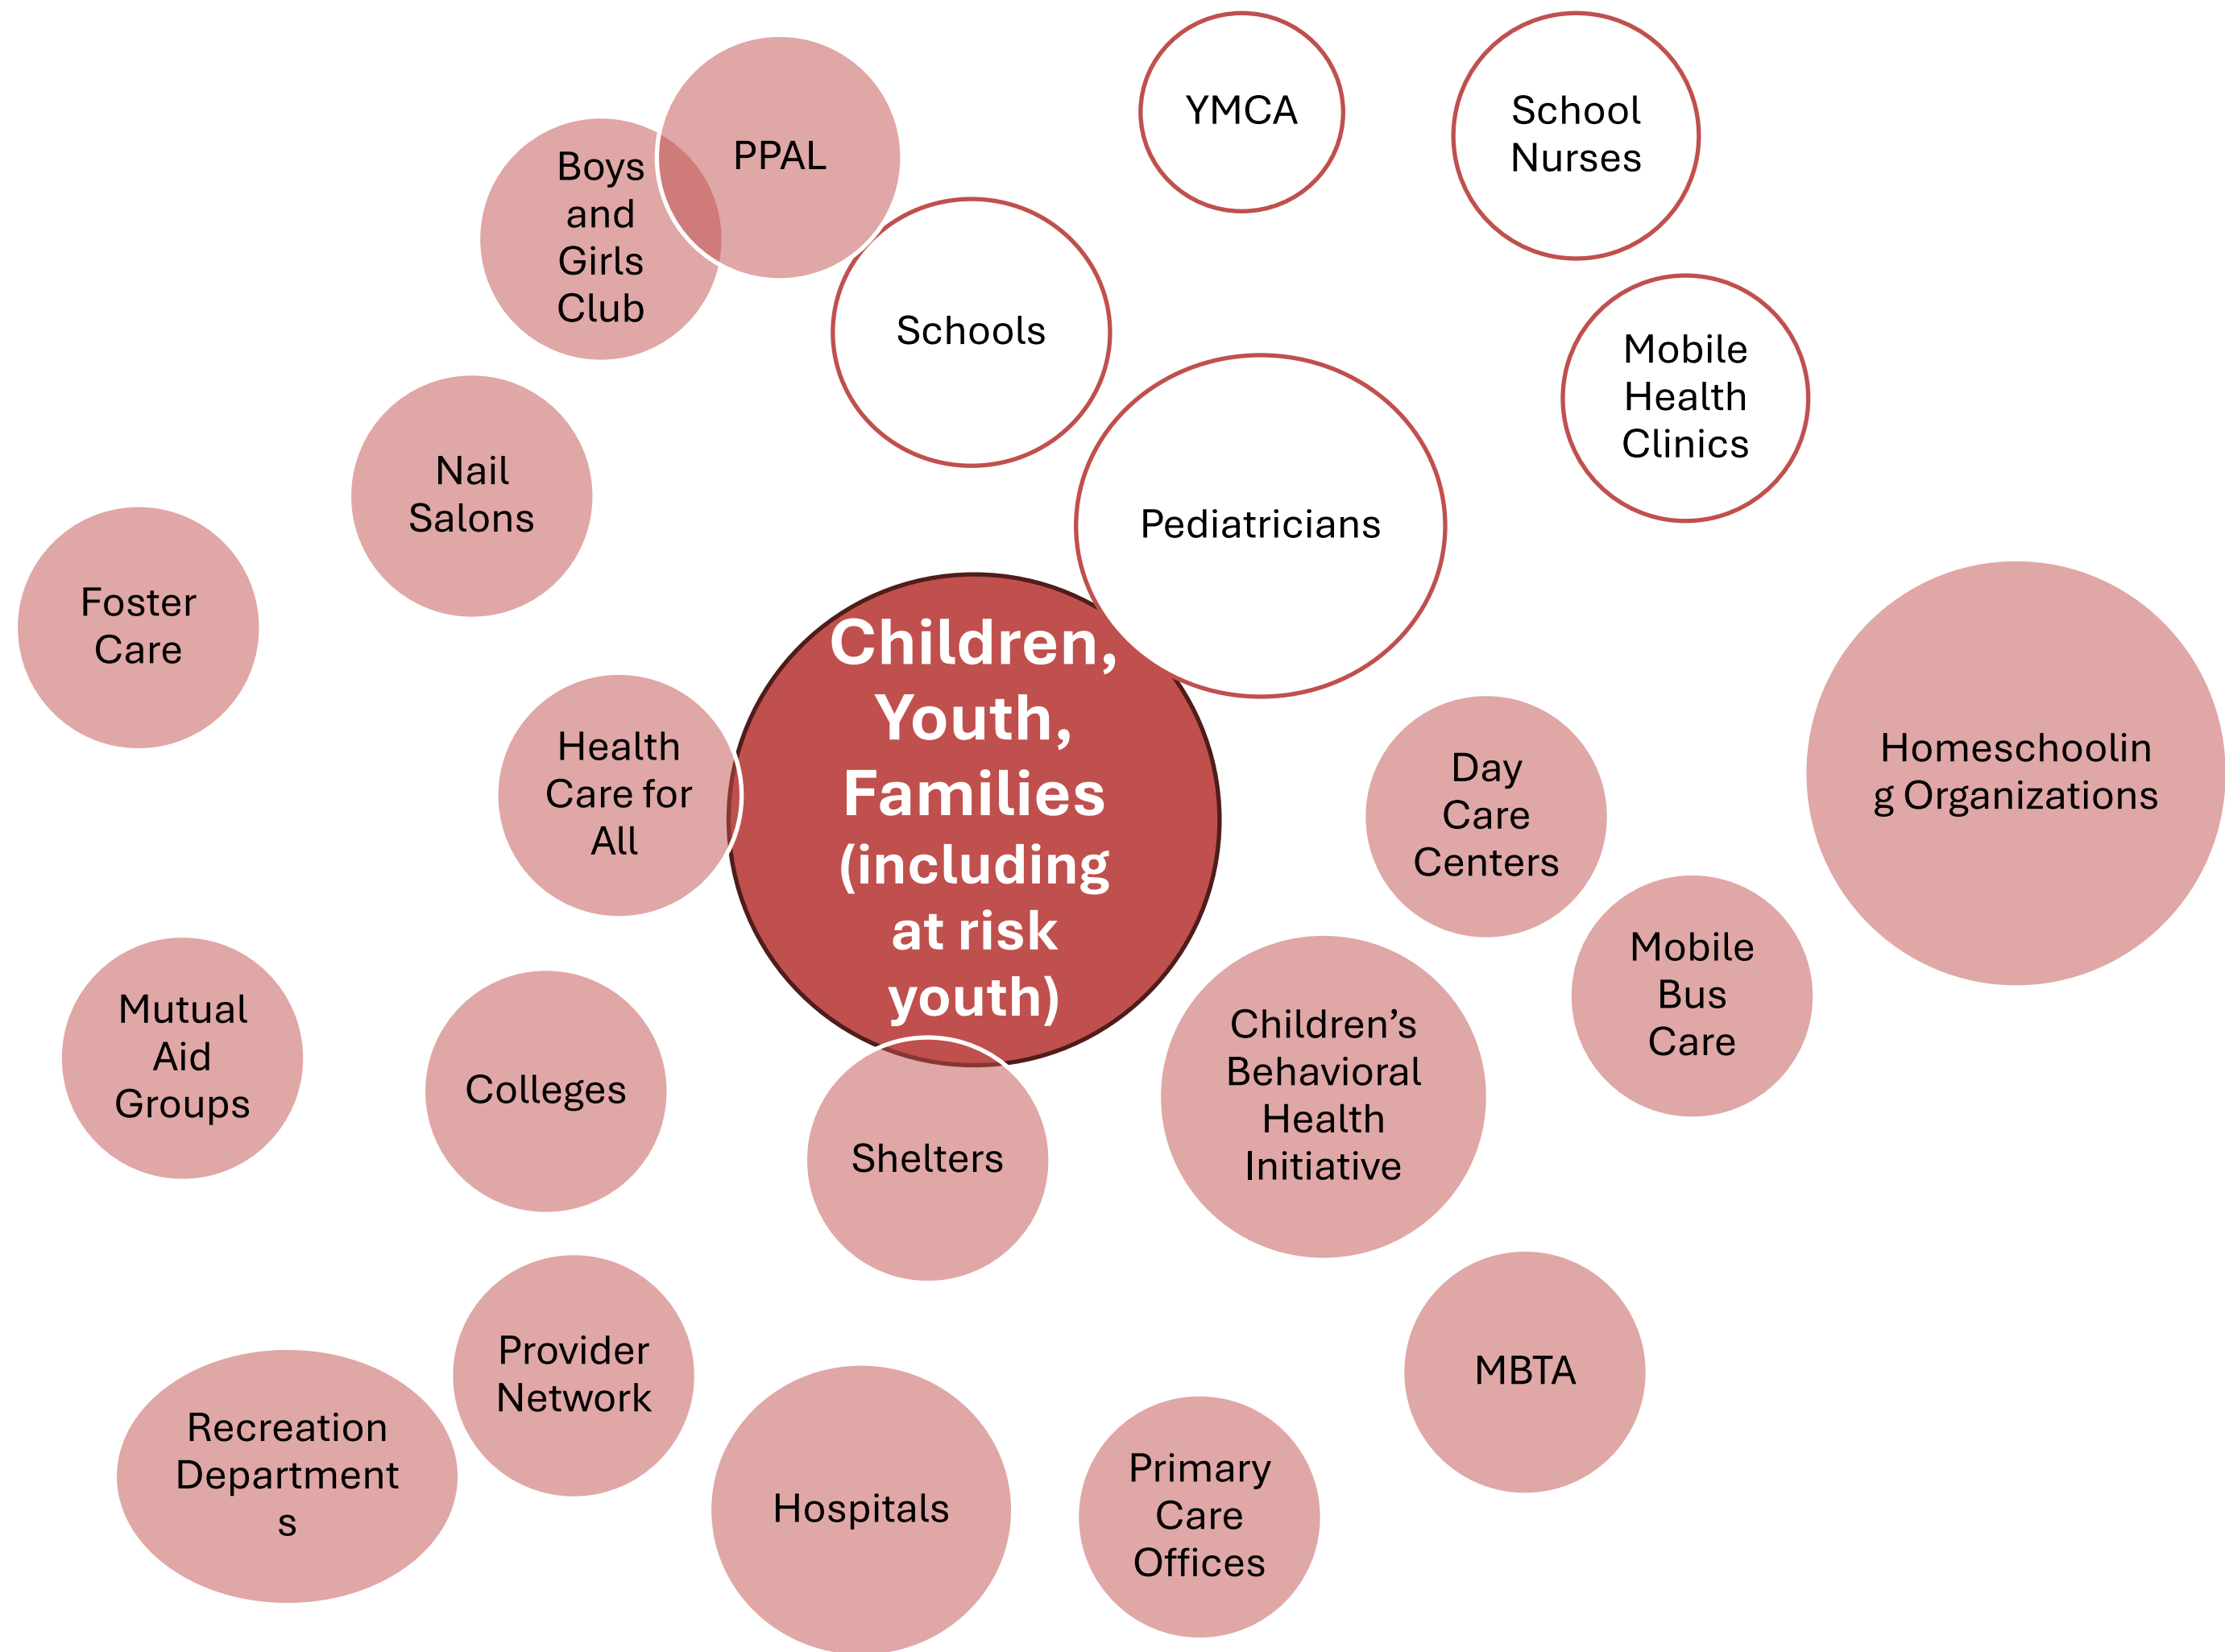 YMCA
School
Nurses
PPAL
Boys
and
Girls
Club
Schools
Mobile
Health
Clinics
Nail
Salons
Pediatricians
Foster
Care
Children,
Youth,
Families
(including
at risk
youth)
Health
Care for
All
Day
Care
Centers
Homeschoolin
g Organizations
Mobile
Bus
Care
Mutual
Aid
Groups
Colleges
Shelters
Children’s
Behavioral
Health
Initiative
Provider
Network
MBTA
Recreation
Department
s
Hospitals
Primary
Care
Offices